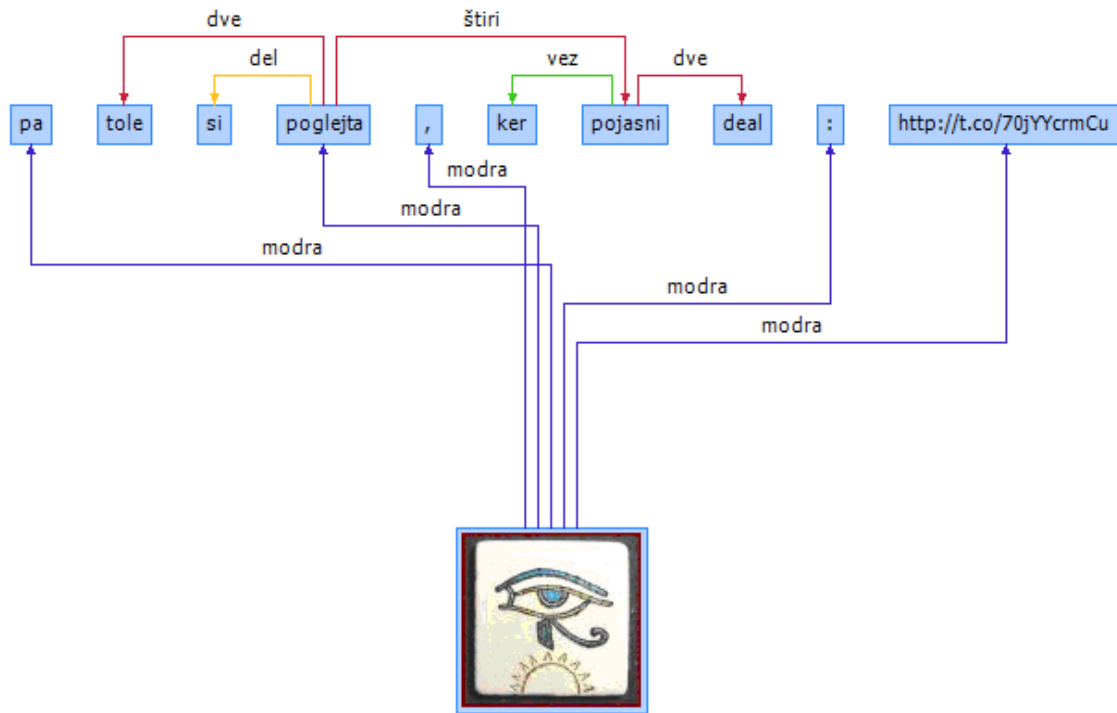 dve štiri
del vez dve
pa tole si poglejta , ker pojasni deal : http://t.co/70jYYcrmCu
modra
modra
modra
modra
modra